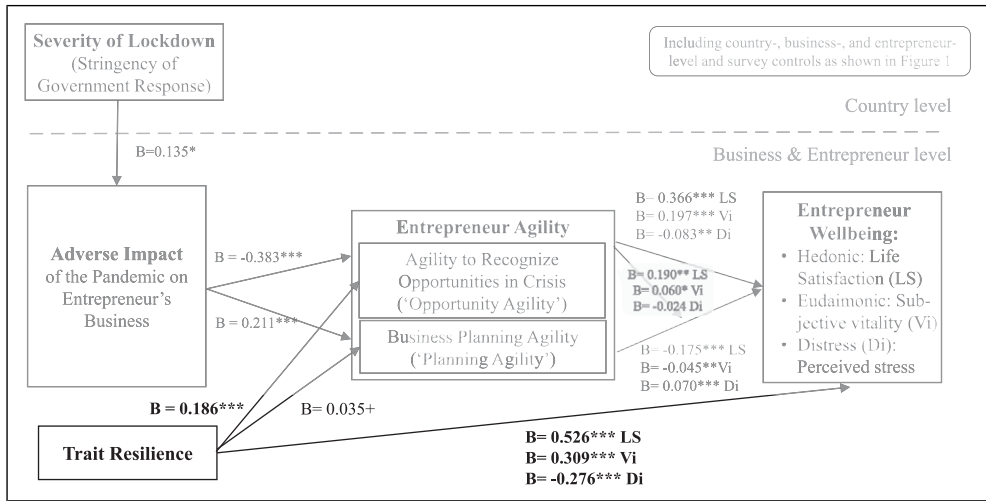 Severity of Lockdown
(Stringency of
Government Response)
Including country-, business-, and entrepreneur-
level and survey controls as shown in Figure 1
Country level
B=0.135*
Business & Entrepreneur level
Adverse Impact
of the Pandemic on
Entrepreneur's
Business
B = -0.383***
B = 0.211***
Entrepreneur Agility
Agility to Recognize
Opportunities in Crisis
('Opportunity Agility')
Business Planning Agility
('Planning Agility')
B= 0.366*** LS
B= 0.197*** Vi
B= -0.083** Di
B= 0.190** LS
B= 0.060* Vi
B= -0.024 Di
B= -0.175*** LS
B= -0.045**Vi
B= 0.070*** Di
Entrepreneur
Wellbeing:
• Hedonic: Life
Satisfaction (LS)
• Eudaimonic: Sub-
jective vitality (Vi)
• Distress (Di):
Perceived stress
B = 0.186***
B= 0.035+
Trait Resilience
B= 0.526*** LS
B= 0.309*** Vi
B= -0.276*** Di